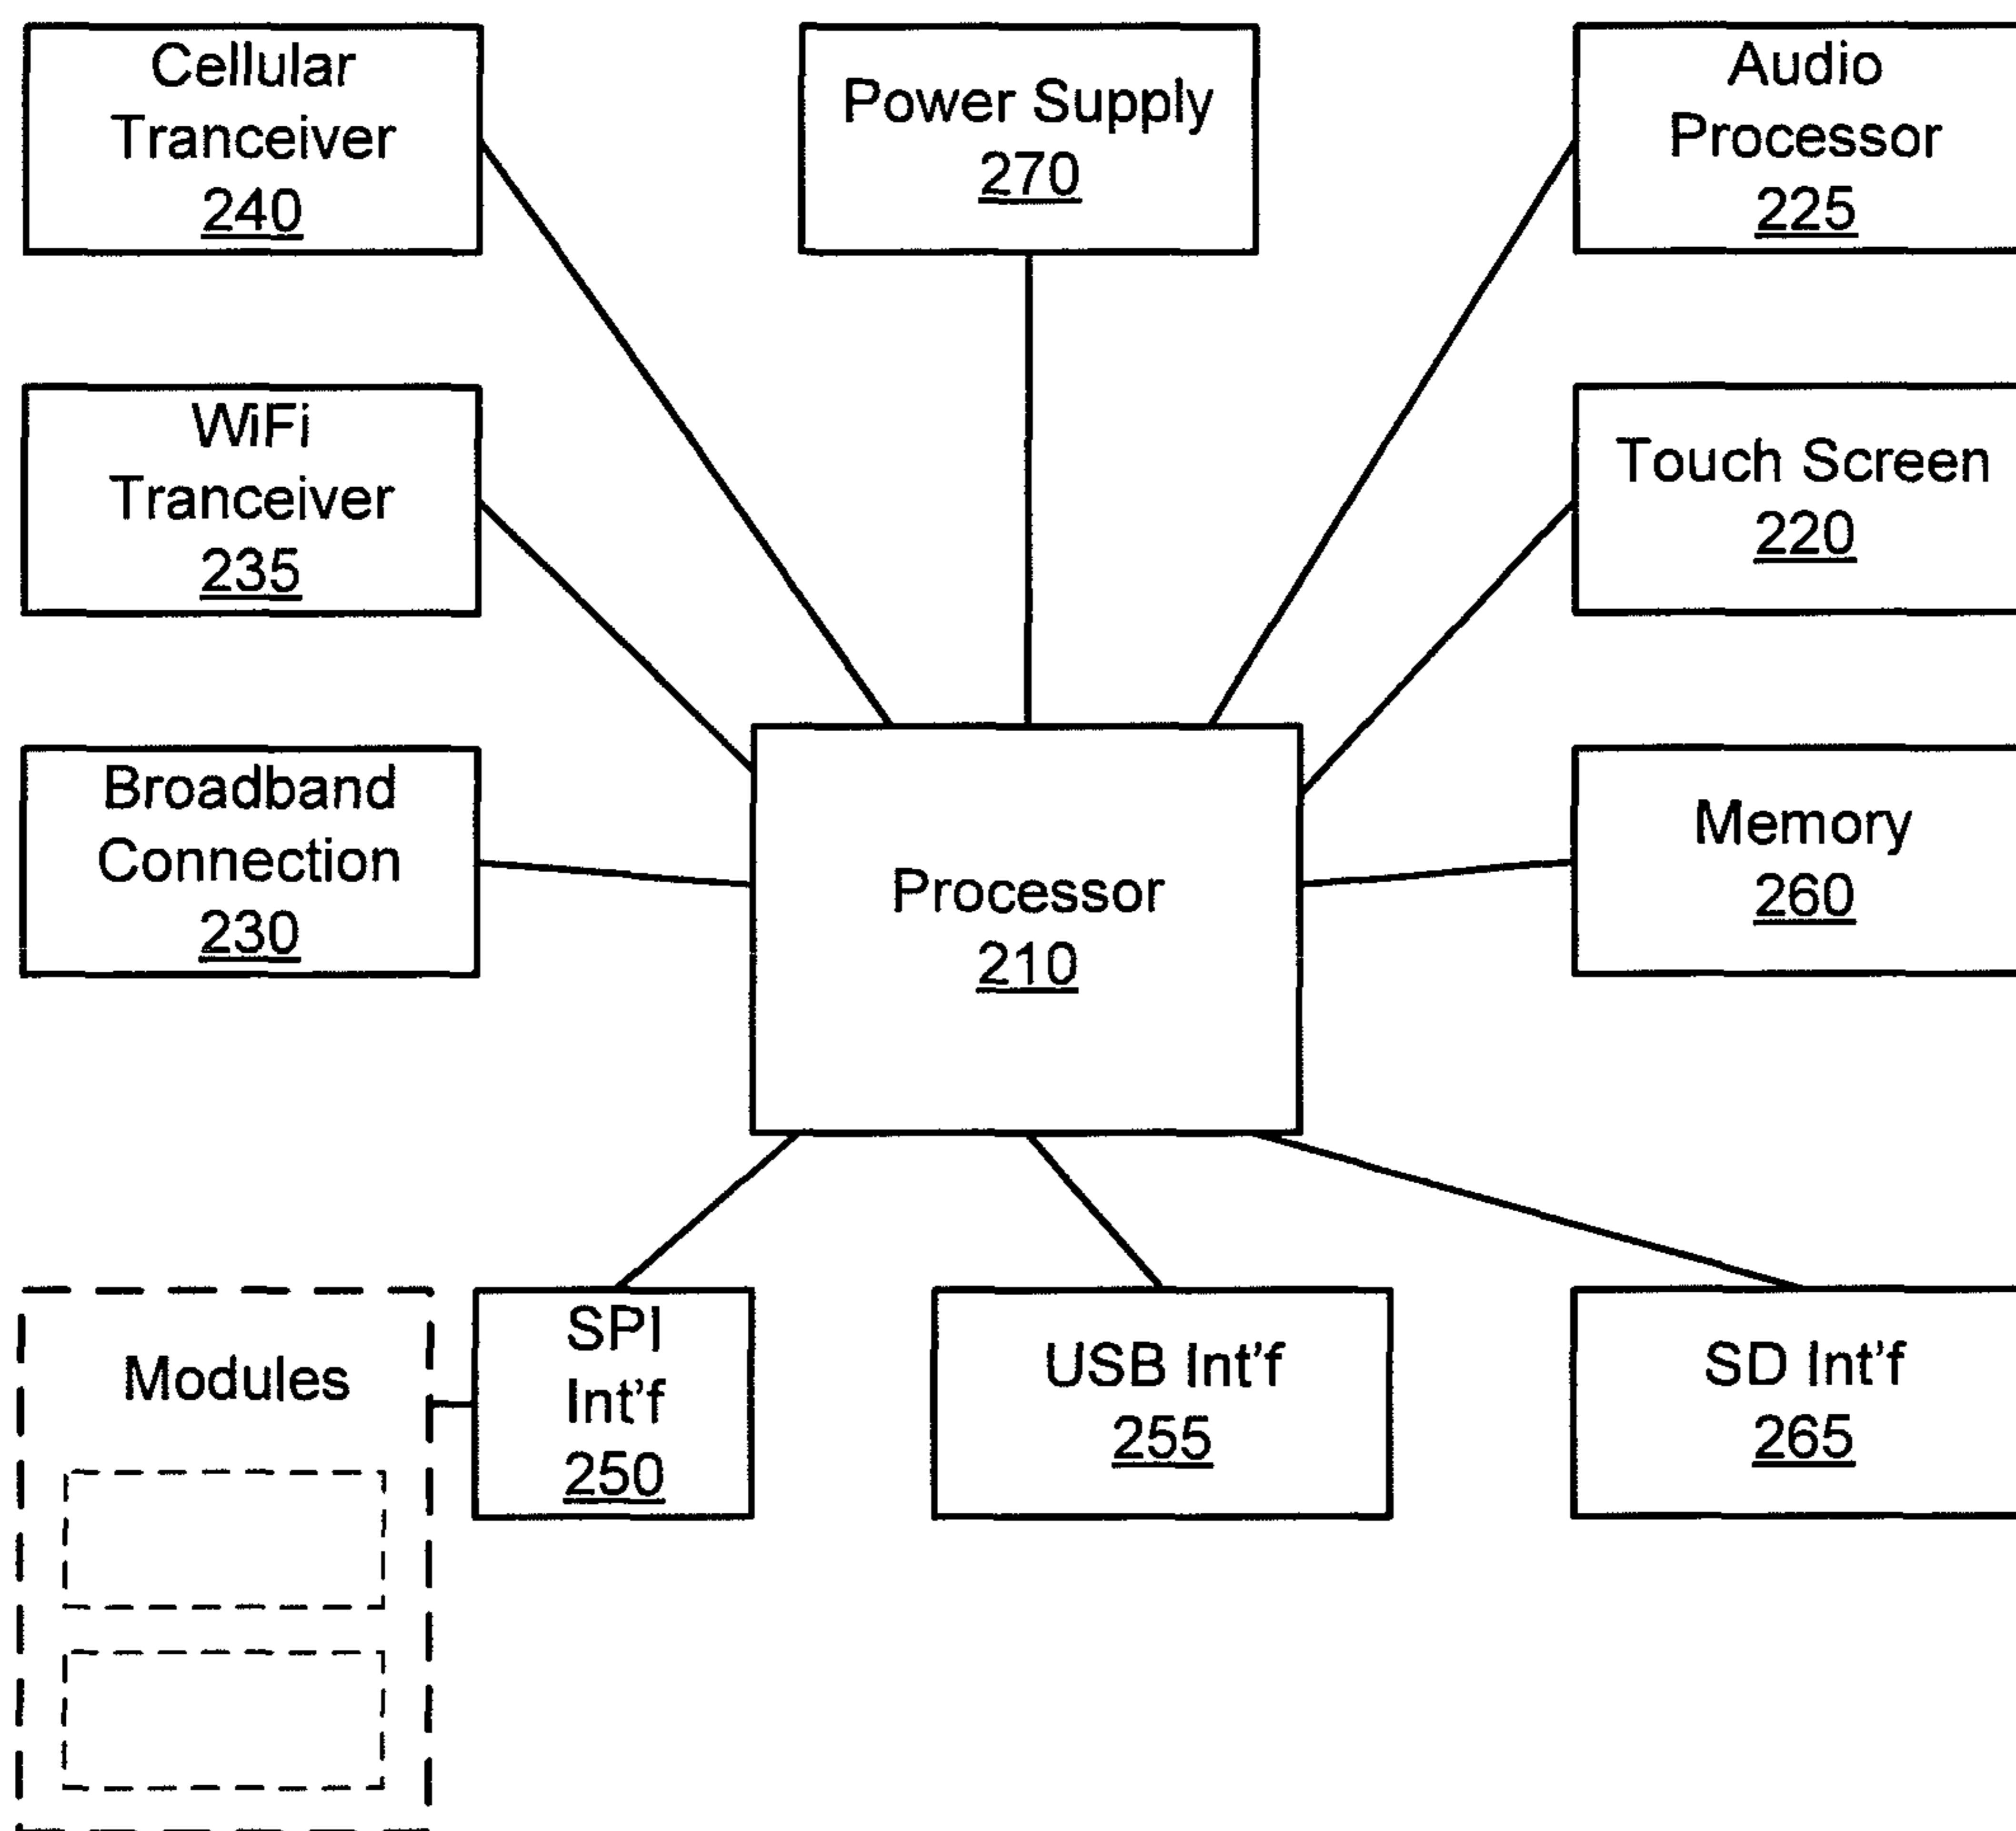 Cellular
Tranceiver
240
Power Supply
270
Audio
Processor
225
WiFi
Tranceiver
235
Touch Screen
220
Broadband
Connection
230
Processor
210
Memory
260
Modules
SPI
Int'f
250
USB Int'f
255
SD Int'f
265